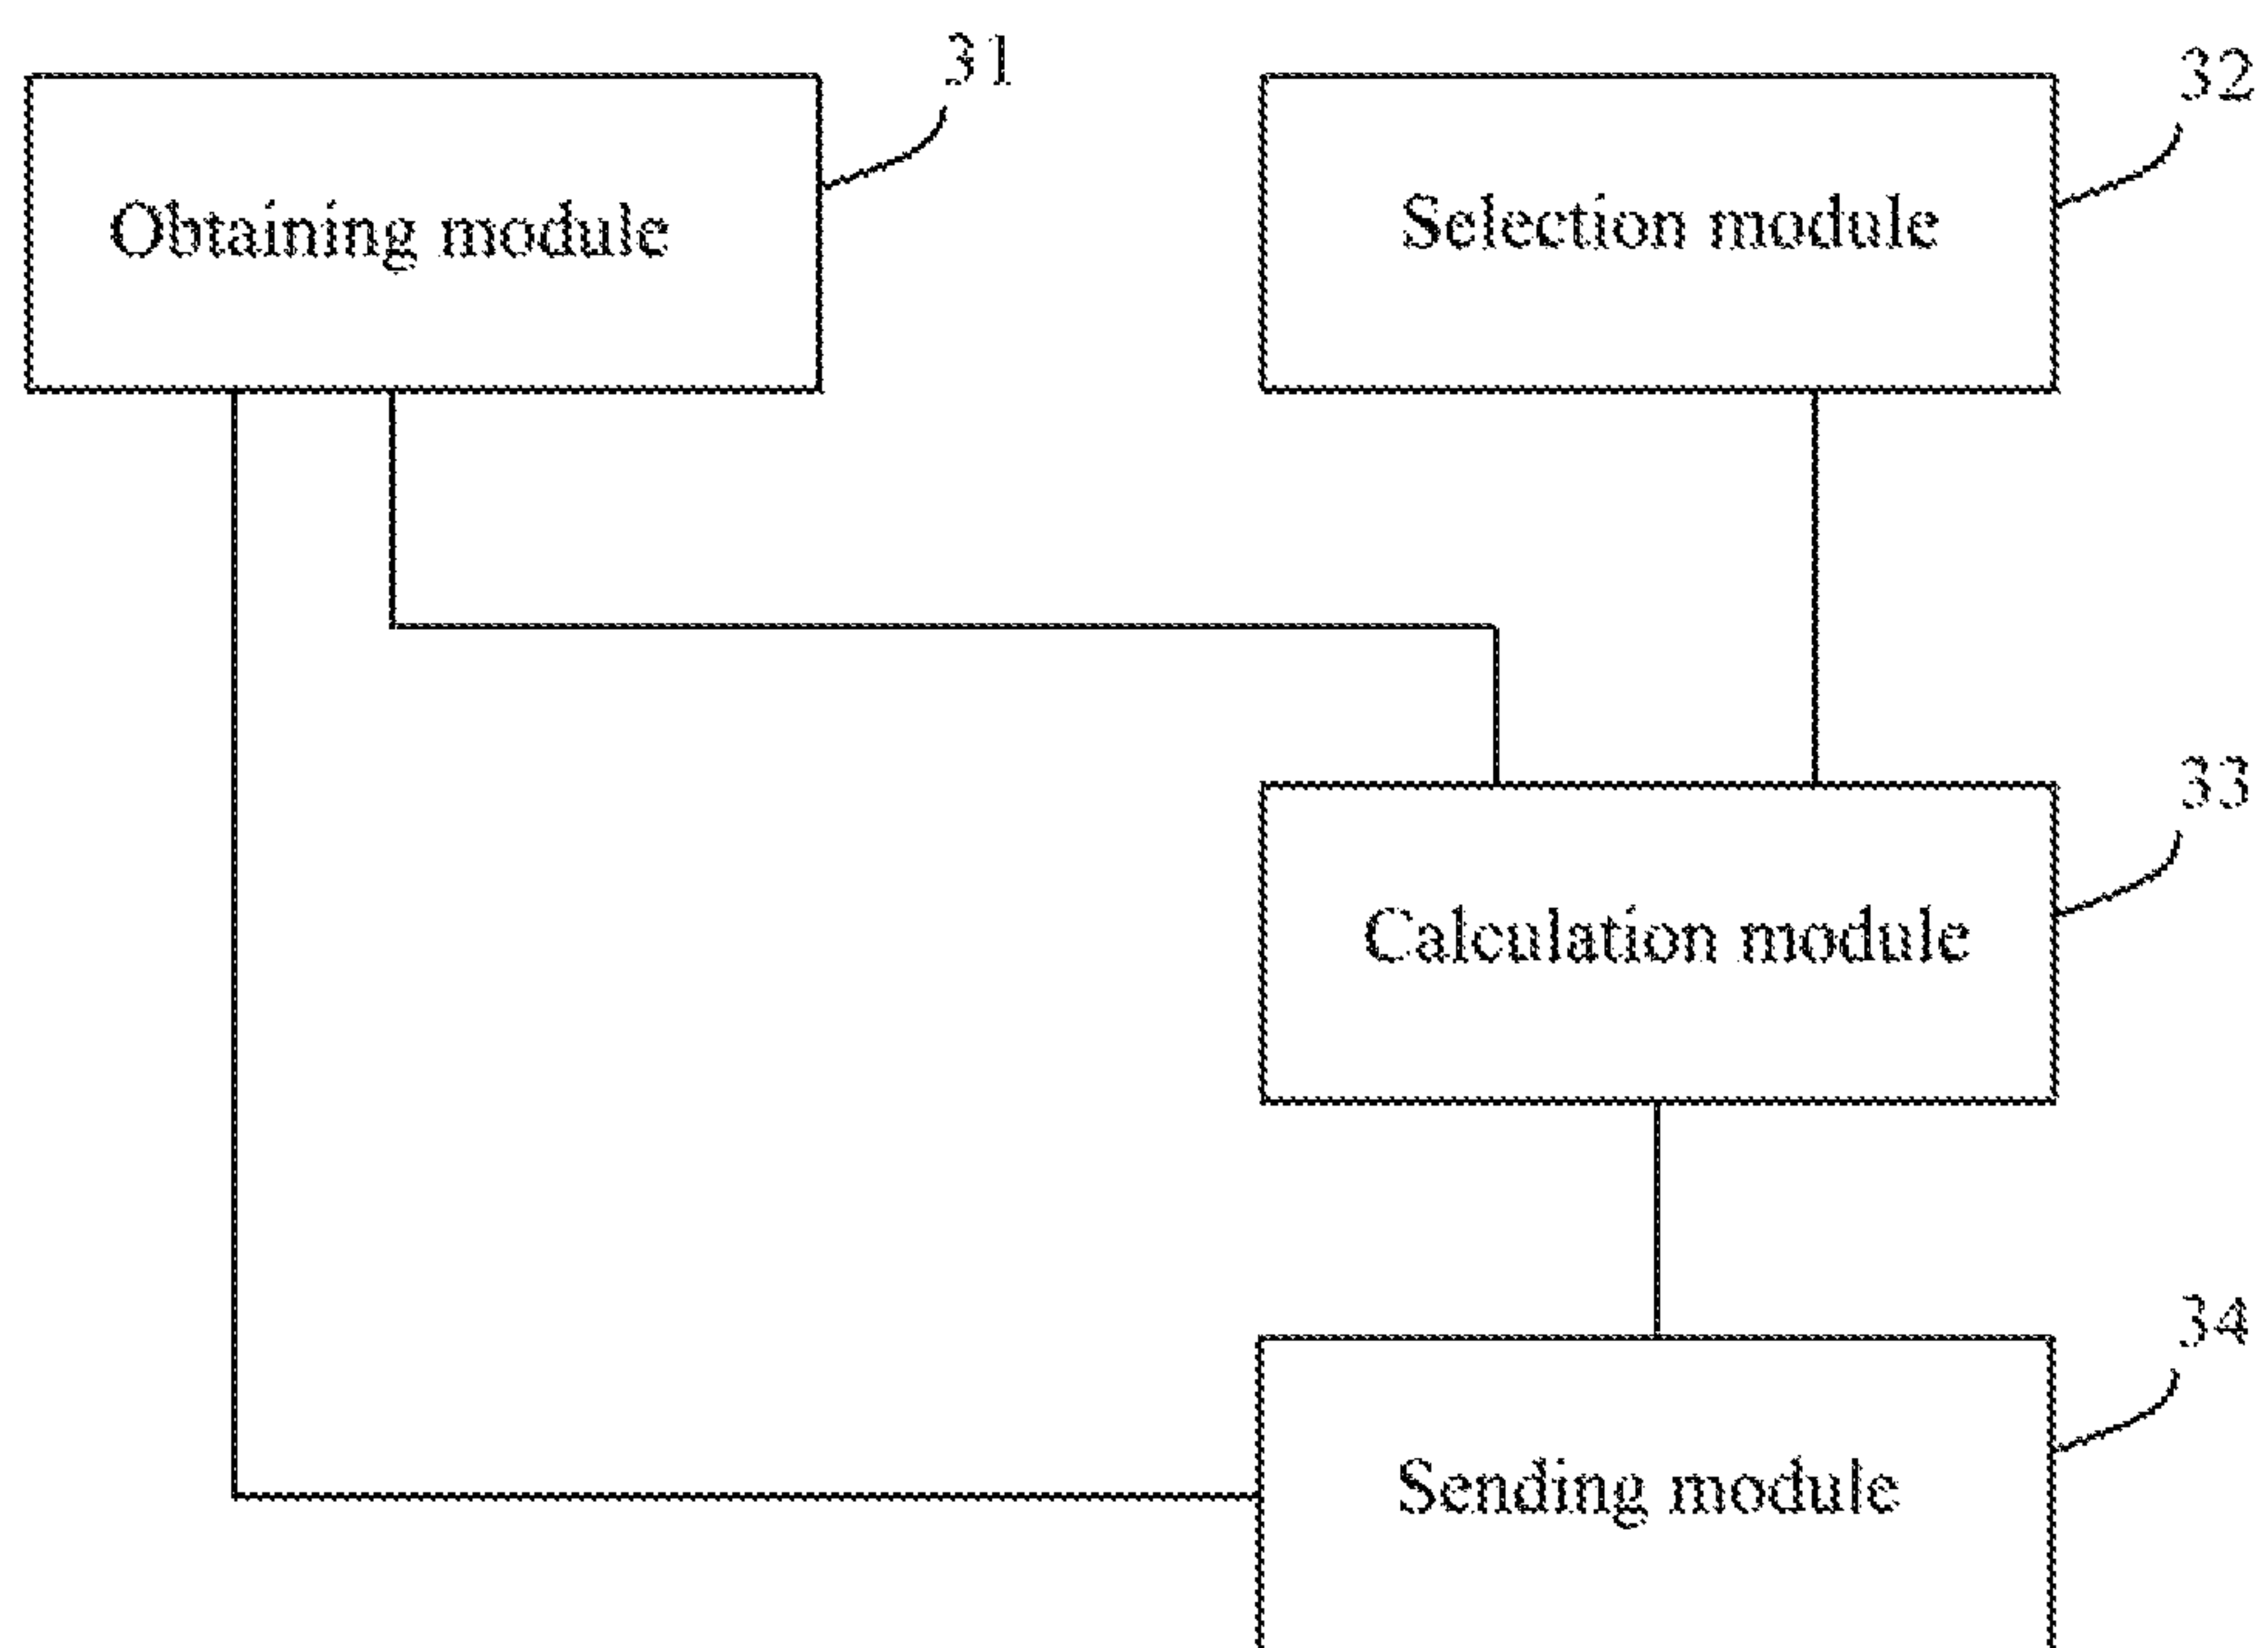 31
32
Obtaining module
Selection module
33
Calculation module
34
Sending module